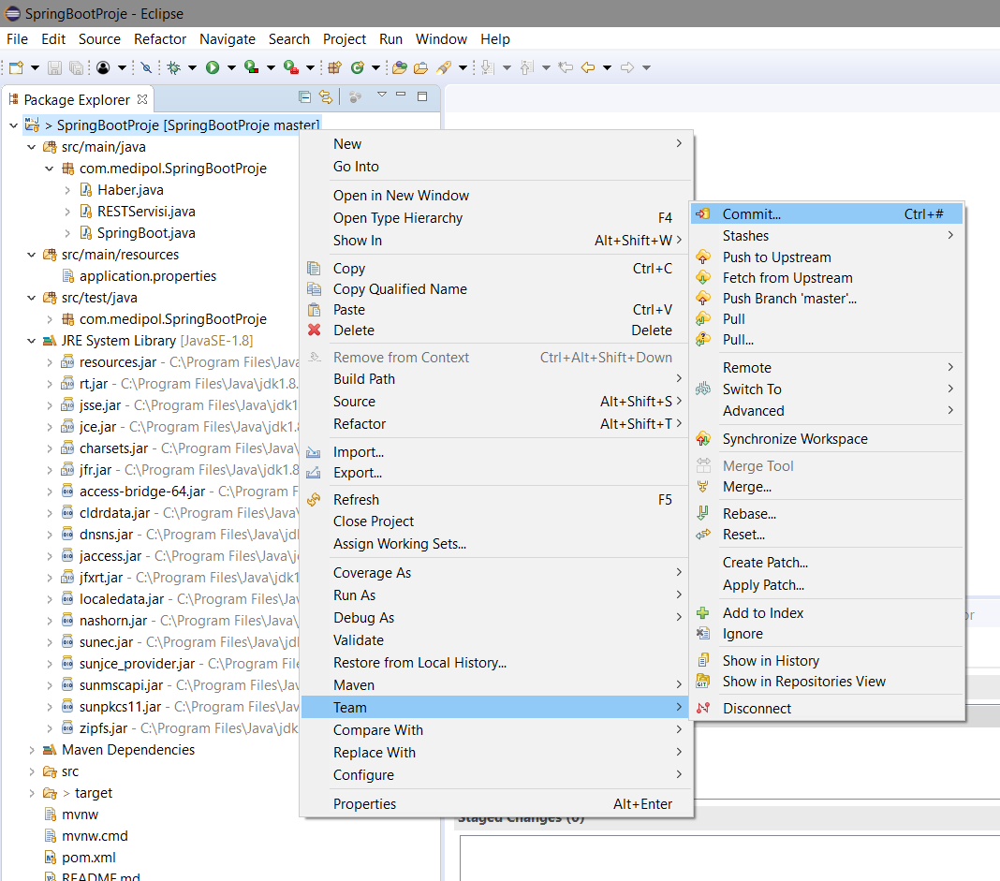 SpringBootProje - Eclipse
File Edit Source Refactor Navigate Search Project Run Window Help
Package Explorer
> SpringBootProje [SpringBootProje master]
src/main/java
com.medipol.SpringBootProje
Haber.java
RESTServisi.java
SpringBoot.java
src/main/resources
application.properties
src/test/java
com.medipol.SpringBootProje
JRE System Library [JavaSE-1.8]
resources.jar - C:\Program Files\Java
rt.jar - C:\Program Files\Java\jdk1.8.
jsse.jar - C:\Program Files\Java\jdk1
jce.jar - C:\Program Files\Java\jdk1.
charsets.jar - C:\Program Files\Java
jfr.jar - C:\Program Files\Java\jdk1.8
access-bridge-64.jar - C:\Program F
cldrdata.jar - C:\Program Files\Java\
dnsns.jar - C:\Program Files\Java\jd
jaccess.jar - C:\Program Files\Java\j
jfxrt.jar - C:\Program Files\Java\jdk1
localedata.jar - C:\Program Files\Ja
nashorn.jar - C:\Program Files\Java
sunec.jar - C:\Program Files\Java\jd
sunjce_provider.jar - C:\Program File
sunmscapi.jar - C:\Program Files\Ja
sunpkcs11.jar - C:\Program Files\Ja
zipfs.jar - C:\Program Files\Java\jdk
Maven Dependencies
src
> target
mvnw
mvnw.cmd
pom.xml
README.md
New
Go Into
Open in New Window
Open Type Hierarchy F4
Show In Alt+Shift+W
Copy Ctrl+C
Copy Qualified Name
Paste Ctrl+V
Delete Delete
Remove from Context Ctrl+Alt+Shift+Down
Build Path
Source Alt+Shift+S
Refactor Alt+Shift+T
Import...
Export...
Refresh F5
Close Project
Assign Working Sets...
Coverage As
Run As
Debug As
Validate
Restore from Local History...
Maven
Team
Compare With
Replace With
Configure
Properties Alt+Enter
Commit... Ctrl+#
Stashes
Push to Upstream
Fetch from Upstream
Push Branch 'master'...
Pull
Pull...
Remote
Switch To
Advanced
Synchronize Workspace
Merge Tool
Merge...
Rebase...
Reset...
Create Patch...
Apply Patch...
Add to Index
Ignore
Show in History
Show in Repositories View
Disconnect
Staged Changes (0)